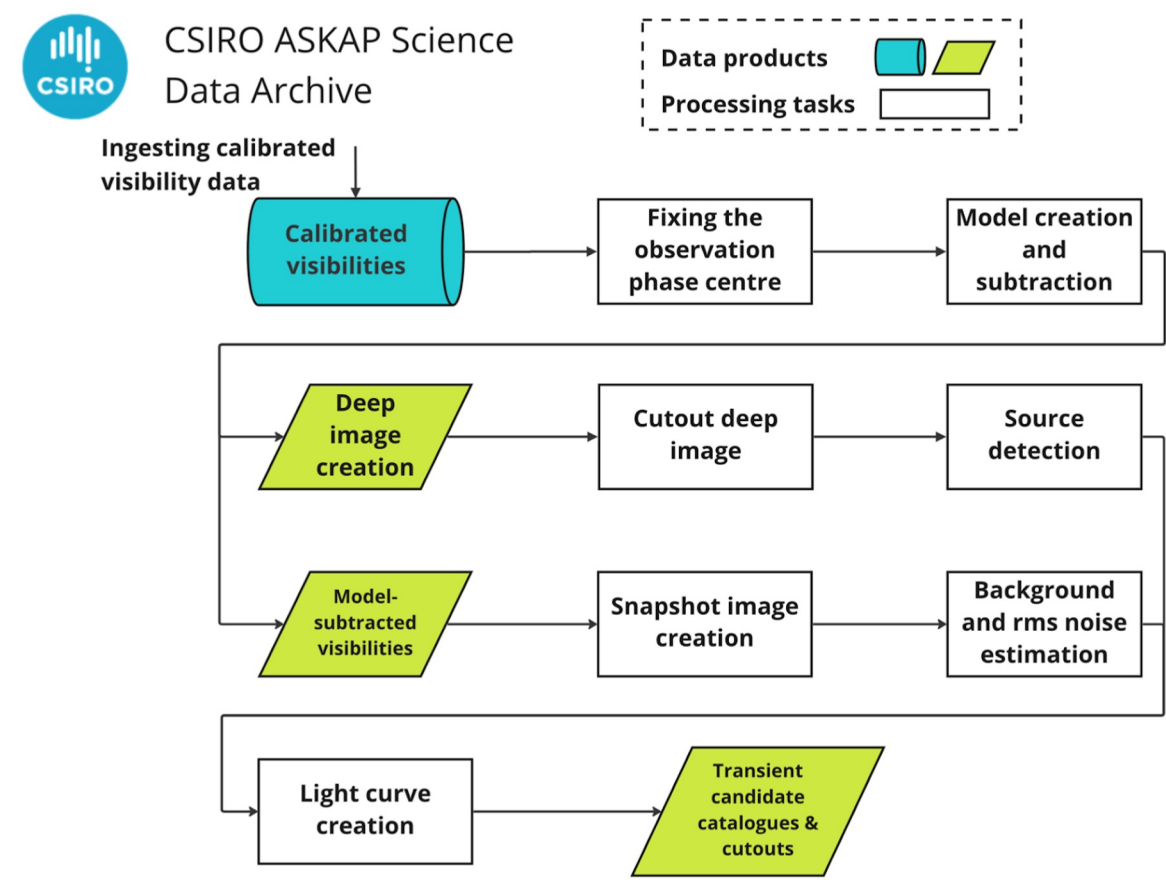 CSIRO
CSIRO ASKAP Science
Data Archive
Data products
Processing tasks
Ingesting calibrated
visibility data
Calibrated
visibilities
Fixing the
observation
phase centre
Model creation
and
subtraction
Deep
image
creation
Cutout deep
image
Source
detection
Model-
subtracted
visibilities
Snapshot image
creation
Background
and rms noise
estimation
Light curve
creation
Transient
candidate
catalogues &
cutouts